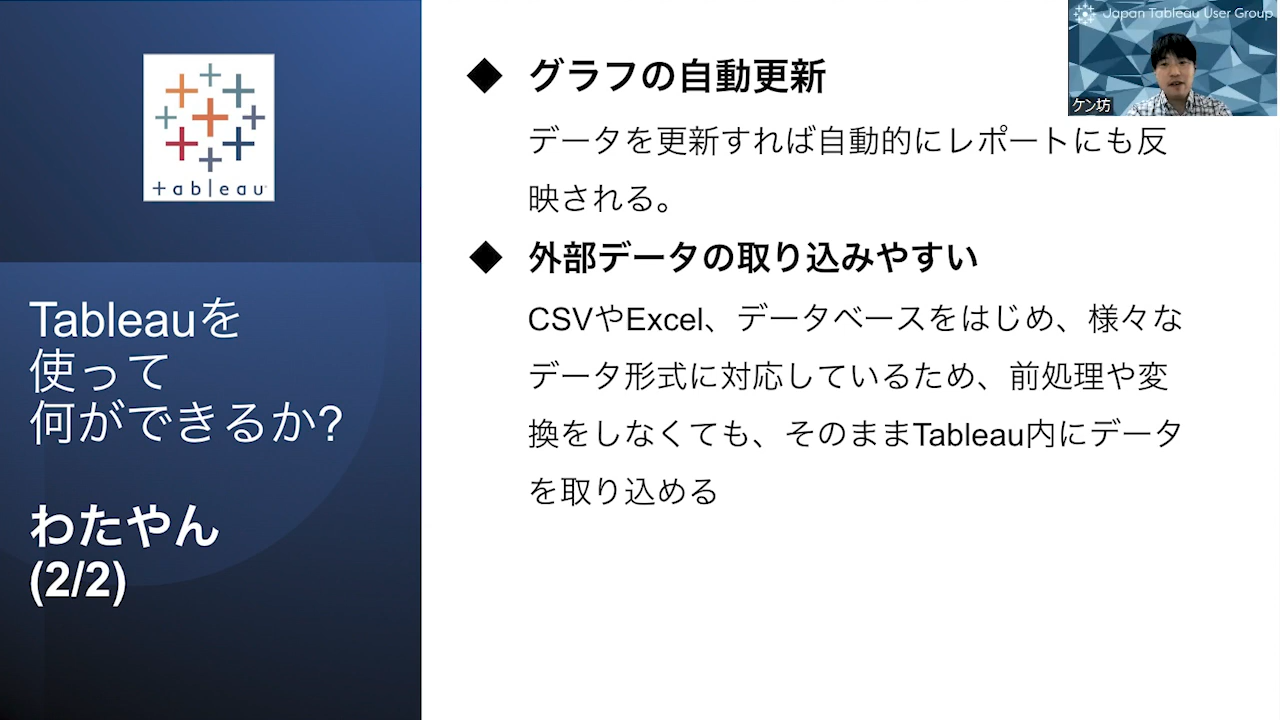 tableau
Tableauを
使って
何ができるか?
わたやん
(2/2)
◆ グラフの自動更新
データを更新すれば自動的にレポートにも反
映される。
◆ 外部データの取り込みやすい
CSVやExcel、データベースをはじめ、様々な
データ形式に対応しているため、前処理や変
換をしなくても、そのままTableau内にデータ
を取り込める
Japan Tableau User Group
ケン坊